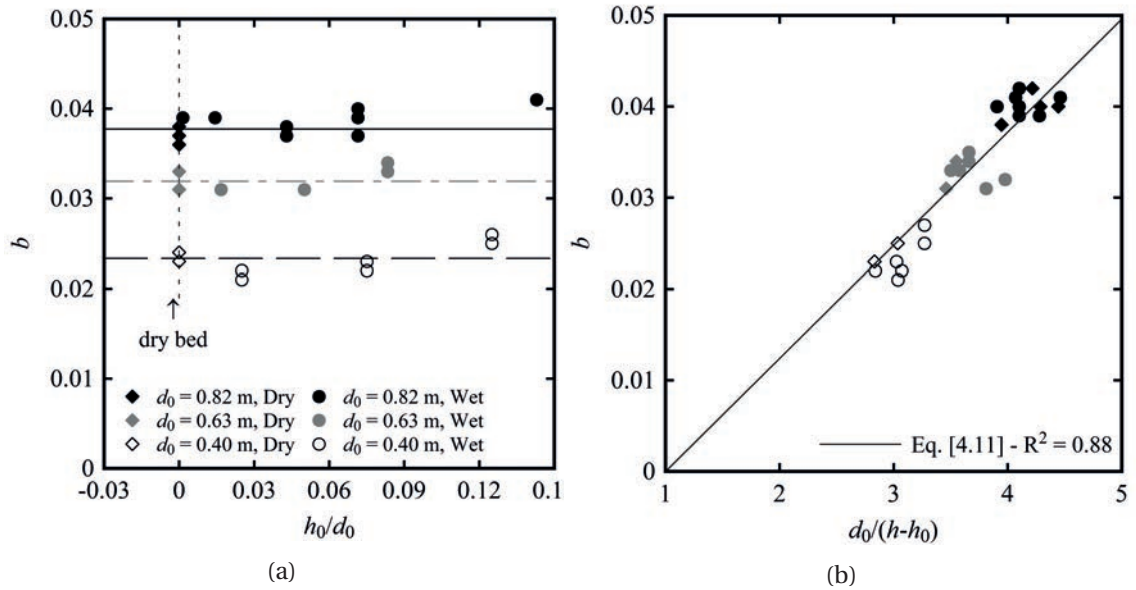 0.05
0.04
0.03
0.02
0.01
0
b
-0.03 0 0.03 0.06 0.09 0.1
h0/d0
dry bed
d0 = 0.82 m, Dry d0 = 0.82 m, Wet
d0 = 0.63 m, Dry d0 = 0.63 m, Wet
d0 = 0.40 m, Dry d0 = 0.40 m, Wet
(a)
0.05
0.04
0.03
0.02
0.01
0
b
1 2 3 4 5
d0/(h-h0)
Eq. [4.11] - R² = 0.88
(b)